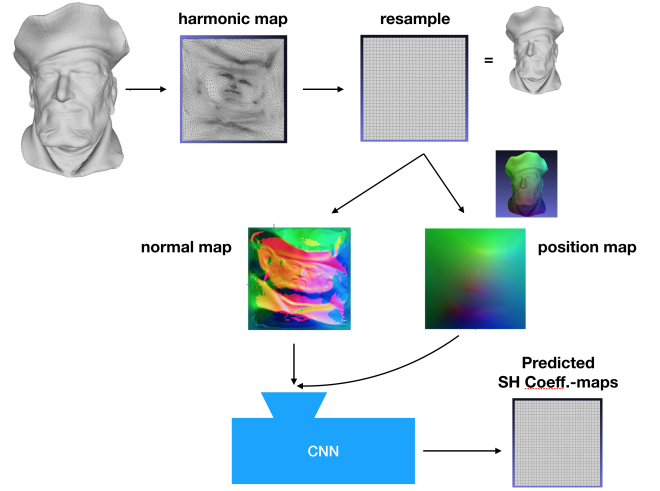 harmonic map
resample
=
normal map
position map
Predicted
SH Coeff.-maps
CNN